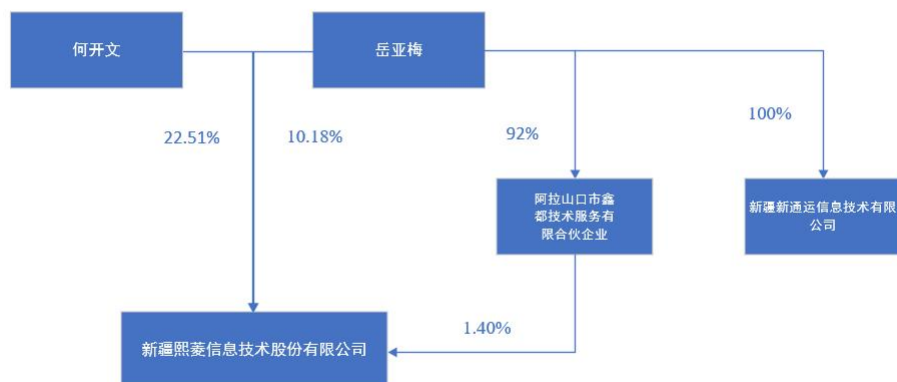 何开文
岳亚梅
22.51%
10.18%
92%
100%
阿拉山口市鑫
都技术服务有
限合伙企业
新疆新通运信息技术有限
公司
1.40%
新疆熙菱信息技术股份有限公司